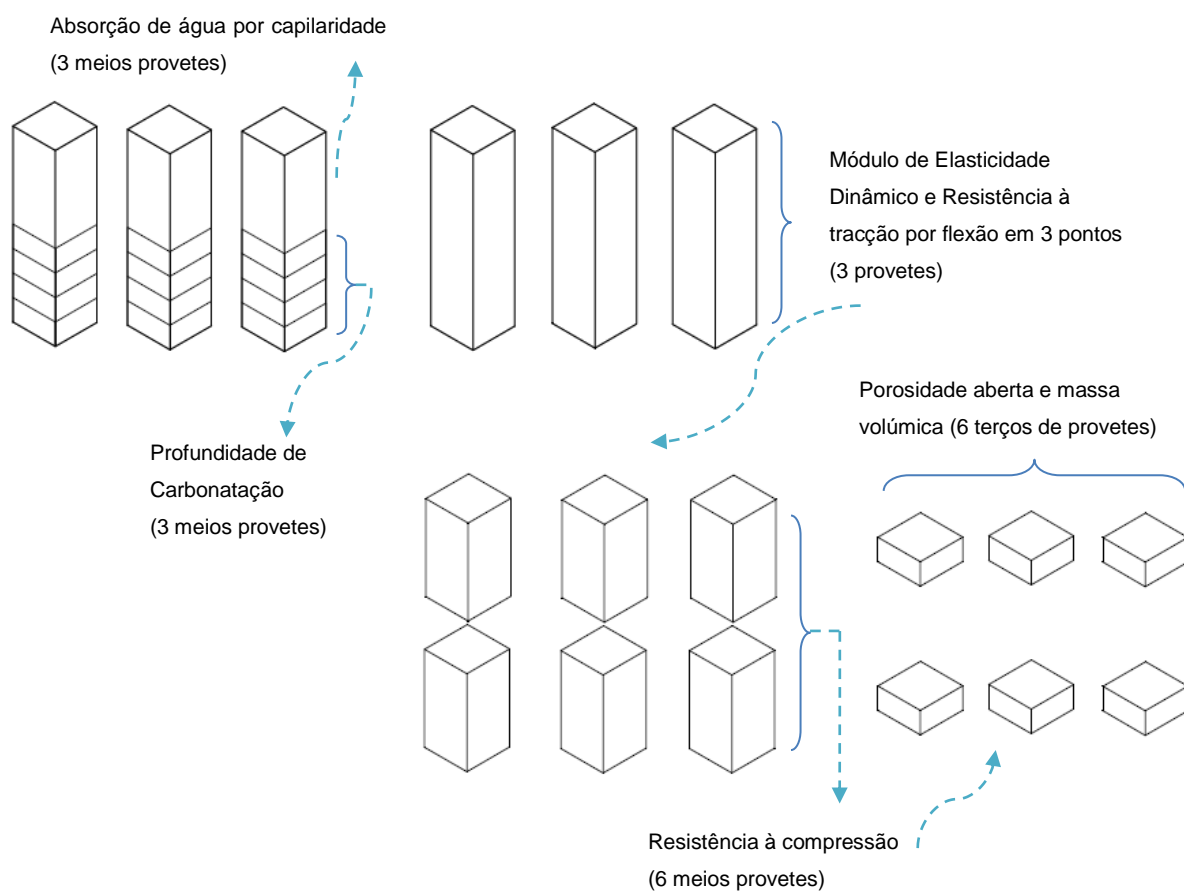 Absorção de água por capilaridade
(3 meios provetes)
Módulo de Elasticidade
Dinâmico e Resistência à
tracção por flexão em 3 pontos
(3 provetes)
Porosidade aberta e massa
volúmica (6 terços de provetes)
Profundidade de
Carbonatação
(3 meios provetes)
Resistência à compressão
(6 meios provetes)